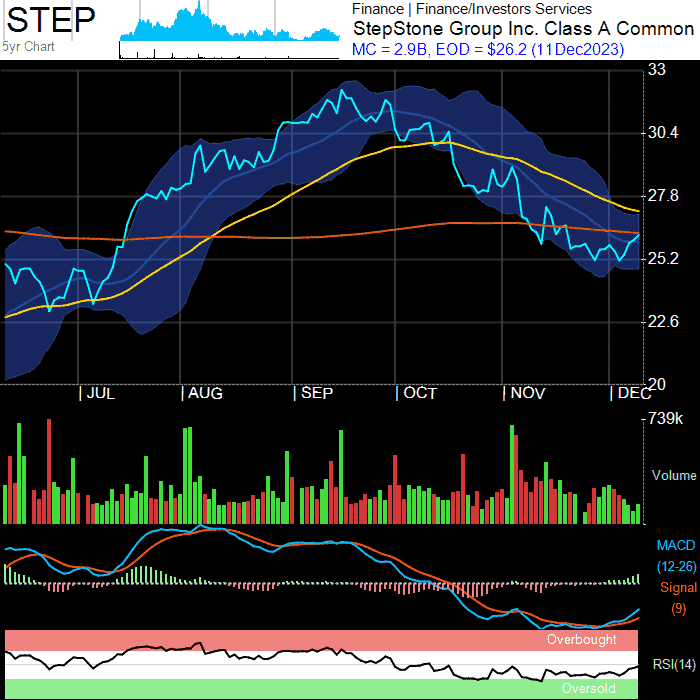 STEP
5yr Chart
Finance | Finance/Investors Services
StepStone Group Inc. Class A Common
MC = 2.9B, EOD = $26.2 (11Dec2023)
33
30.4
27.8
25.2
22.6
20
| JUL
| AUG
| SEP
| OCT
| NOV
| DEC
739k
Volume
MACD
(12-26)
Signal
(9)
Overbought
RSI(14)
Oversold